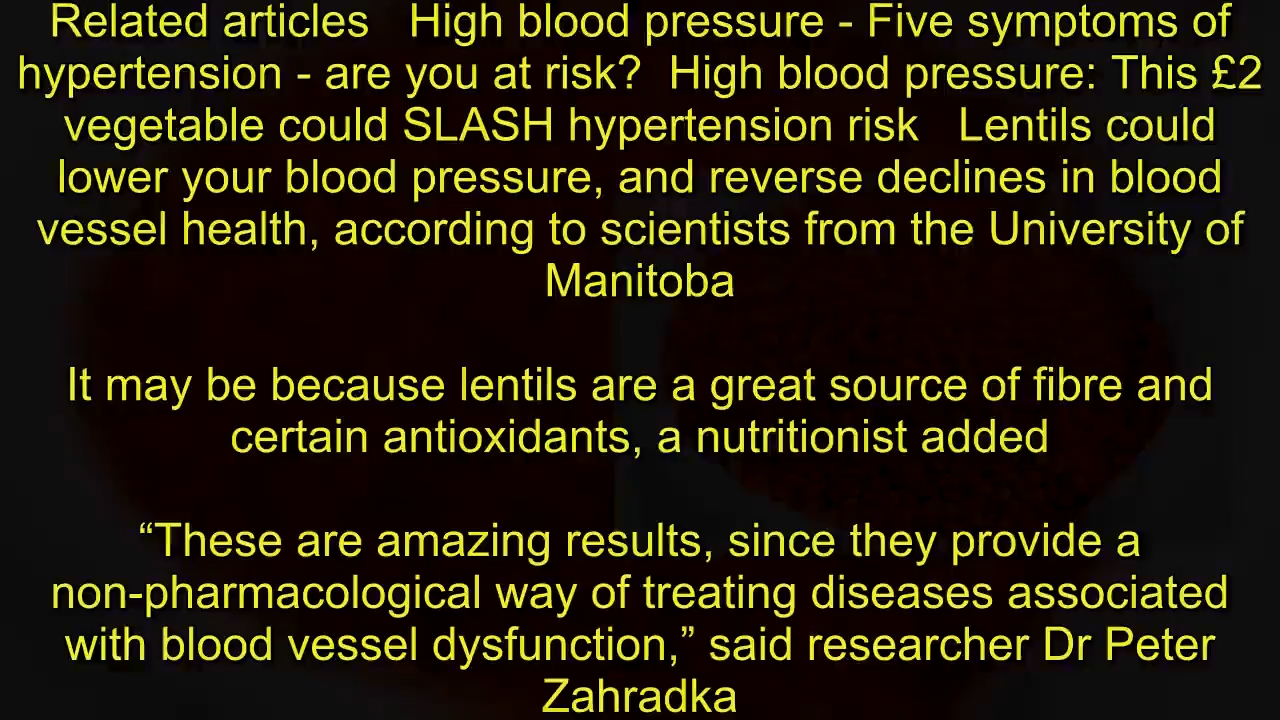 Related articles   High blood pressure - Five symptoms of
hypertension - are you at risk?  High blood pressure: This £2
vegetable could SLASH hypertension risk   Lentils could
lower your blood pressure, and reverse declines in blood
vessel health, according to scientists from the University of
Manitoba
It may be because lentils are a great source of fibre and
certain antioxidants, a nutritionist added
“These are amazing results, since they provide a
non-pharmacological way of treating diseases associated
with blood vessel dysfunction,” said researcher Dr Peter
Zahradka